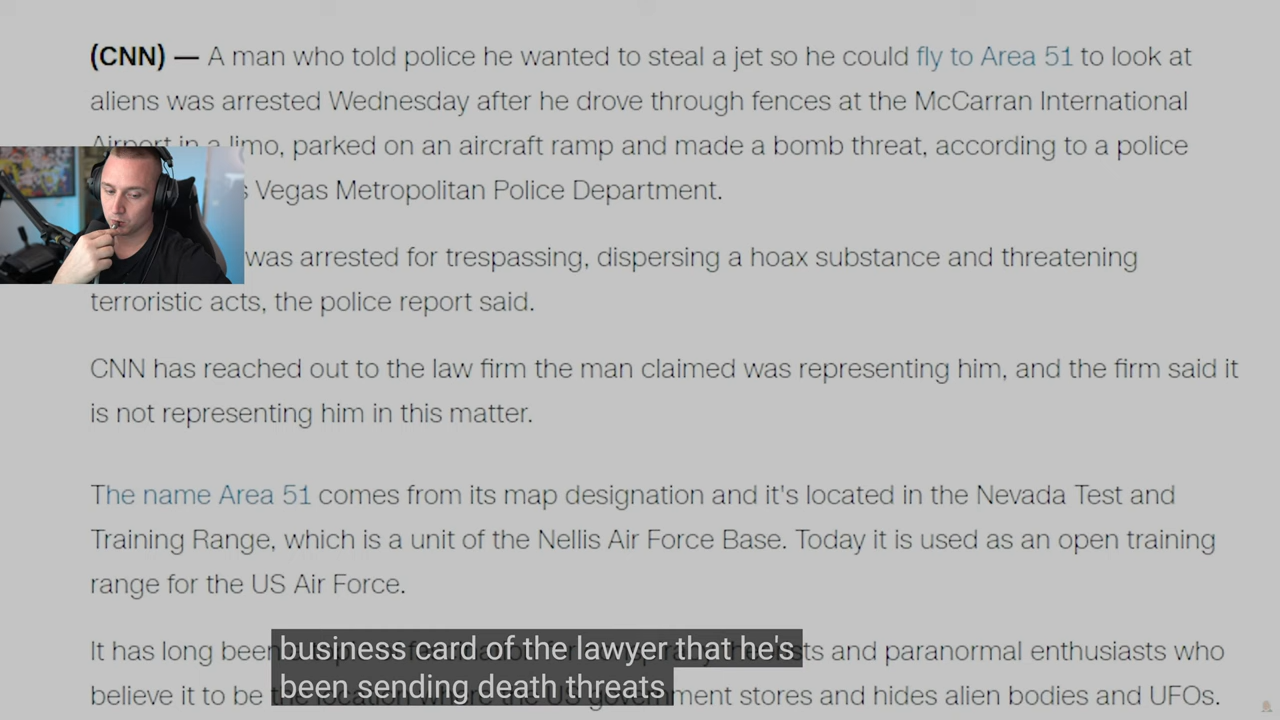 (CNN) — A man who told police he wanted to steal a jet so he could fly to Area 51 to look at
aliens was arrested Wednesday after he drove through fences at the McCarran International
Airport in a limo, parked on an aircraft ramp and made a bomb threat, according to a police
Vegas Metropolitan Police Department.
was arrested for trespassing, dispersing a hoax substance and threatening
terroristic acts, the police report said.
CNN has reached out to the law firm the man claimed was representing him, and the firm said it
is not representing him in this matter.
The name Area 51 comes from its map designation and it's located in the Nevada Test and
Training Range, which is a unit of the Nellis Air Force Base. Today it is used as an open training
range for the US Air Force.
It has long been and paranormal enthusiasts who
believe it to be stores and hides alien bodies and UFOs.
business card of the lawyer that he's
been sending death threats